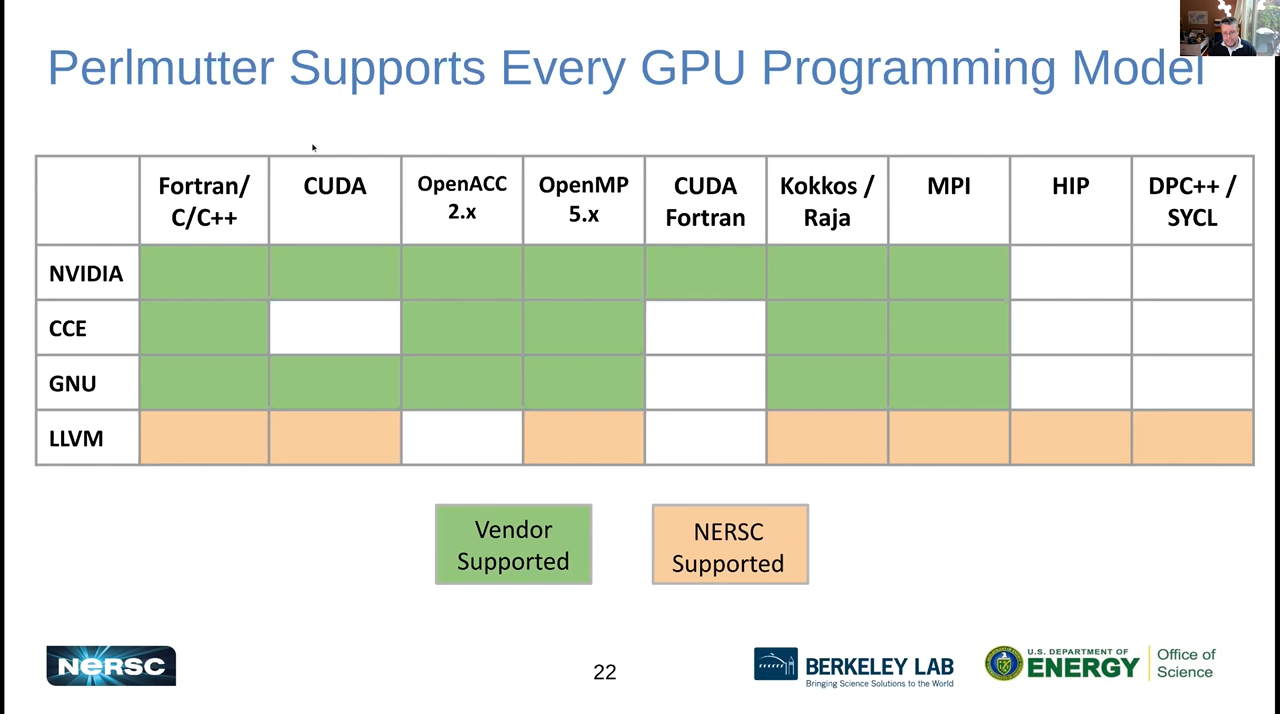 Perlmutter Supports Every GPU Programming Model
Fortran/
C/C++
CUDA
OpenACC
2.x
OpenMP
5.x
CUDA
Fortran
Kokkos /
Raja
MPI
HIP
DPC++ /
SYCL
NVIDIA
CCE
GNU
LLVM
Vendor
Supported
NERSC
Supported
NERSC
22
BERKELEY LAB
Bringing Science Solutions to the World
U.S. DEPARTMENT OF
ENERGY
Office of
Science